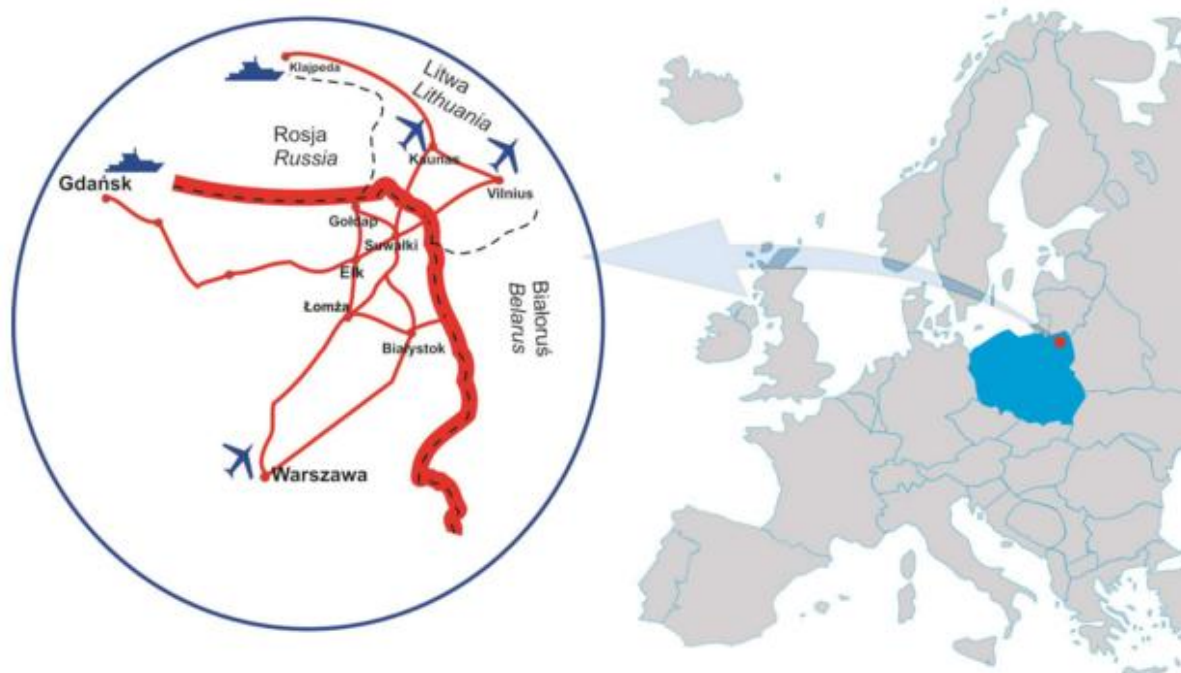 Klajpeda
Litwa
Lithuania
Rosja
Russia
Kaunas
Gdańsk
Vilnius
Gołdap
Suwałki
Ełk
Łomża
Białoruś
Belarus
Białystok
Warszawa